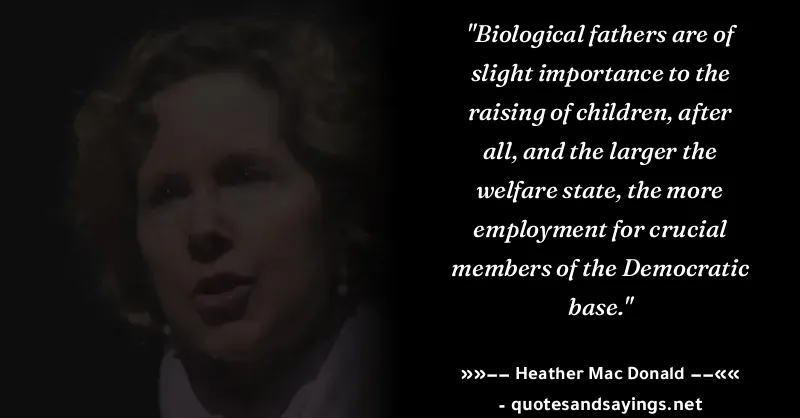 "Biological fathers are of
slight importance to the
raising of children, after
all, and the larger the
welfare state, the more
employment for crucial
members of the Democratic
base."
»»–– Heather Mac Donald ––««
- quotesandsayings.net